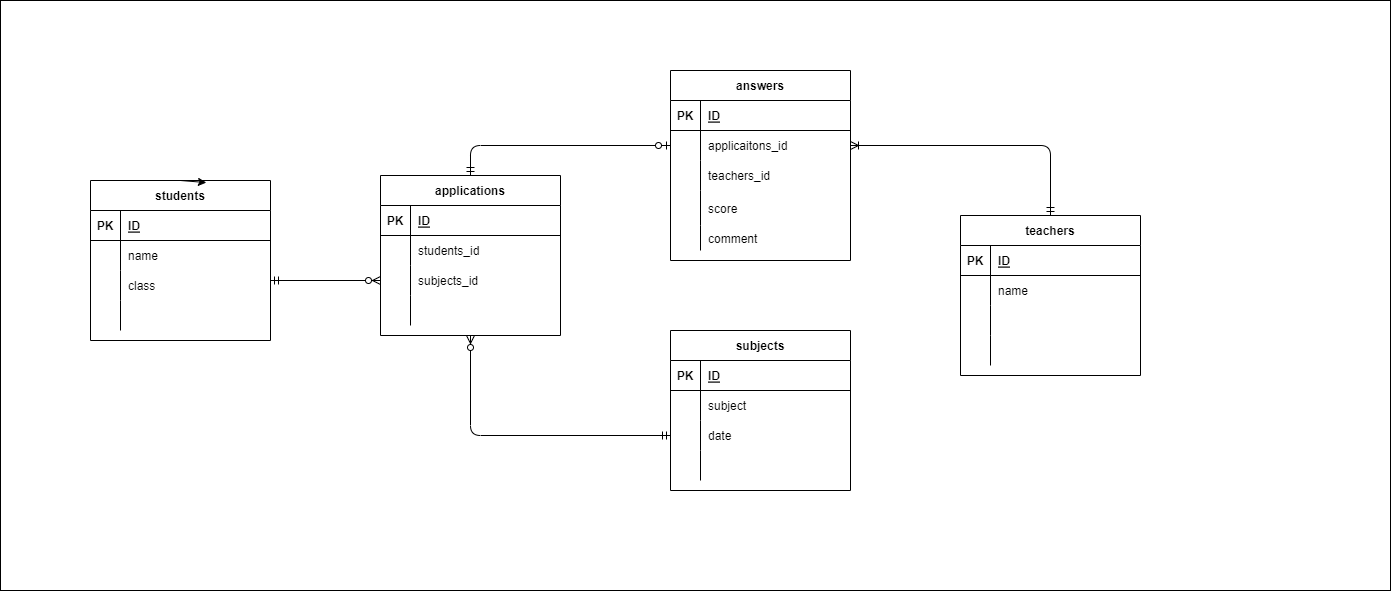 answers
PK ID
applicaitons_id
teachers_id
score
comment
students
PK ID
name
class
applications
PK ID
students_id
subjects_id
teachers
PK ID
name
subjects
PK ID
subject
date